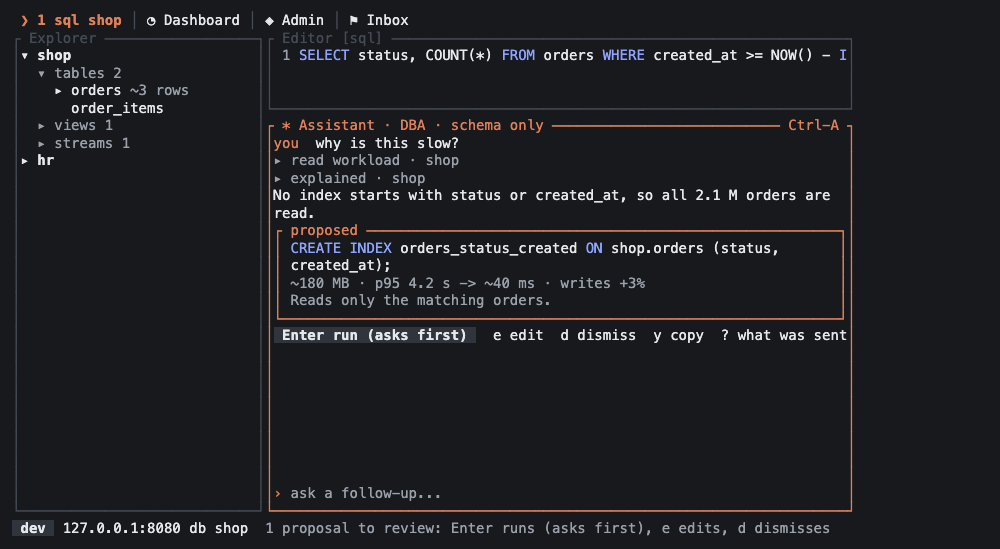 ❯ 1 sql shop │ ◔ Dashboard │ ◆ Admin │ ⚑ Inbox
Explorer
▾ shop
▾ tables 2
▸ orders ~3 rows
order_items
▸ views 1
▸ streams 1
▸ hr
Editor [sql]
1 SELECT status, COUNT(*) FROM orders WHERE created_at >= NOW() - I
* Assistant · DBA · schema only Ctrl-A
you why is this slow?
▸ read workload · shop
▸ explained · shop
No index starts with status or created_at, so all 2.1 M orders are
read.
proposed
CREATE INDEX orders_status_created ON shop.orders (status,
created_at);
~180 MB · p95 4.2 s -> ~40 ms · writes +3%
Reads only the matching orders.
Enter run (asks first) e edit d dismiss y copy ? what was sent
› ask a follow-up...
dev 127.0.0.1:8080 db shop 1 proposal to review: Enter runs (asks first), e edits, d dismisses